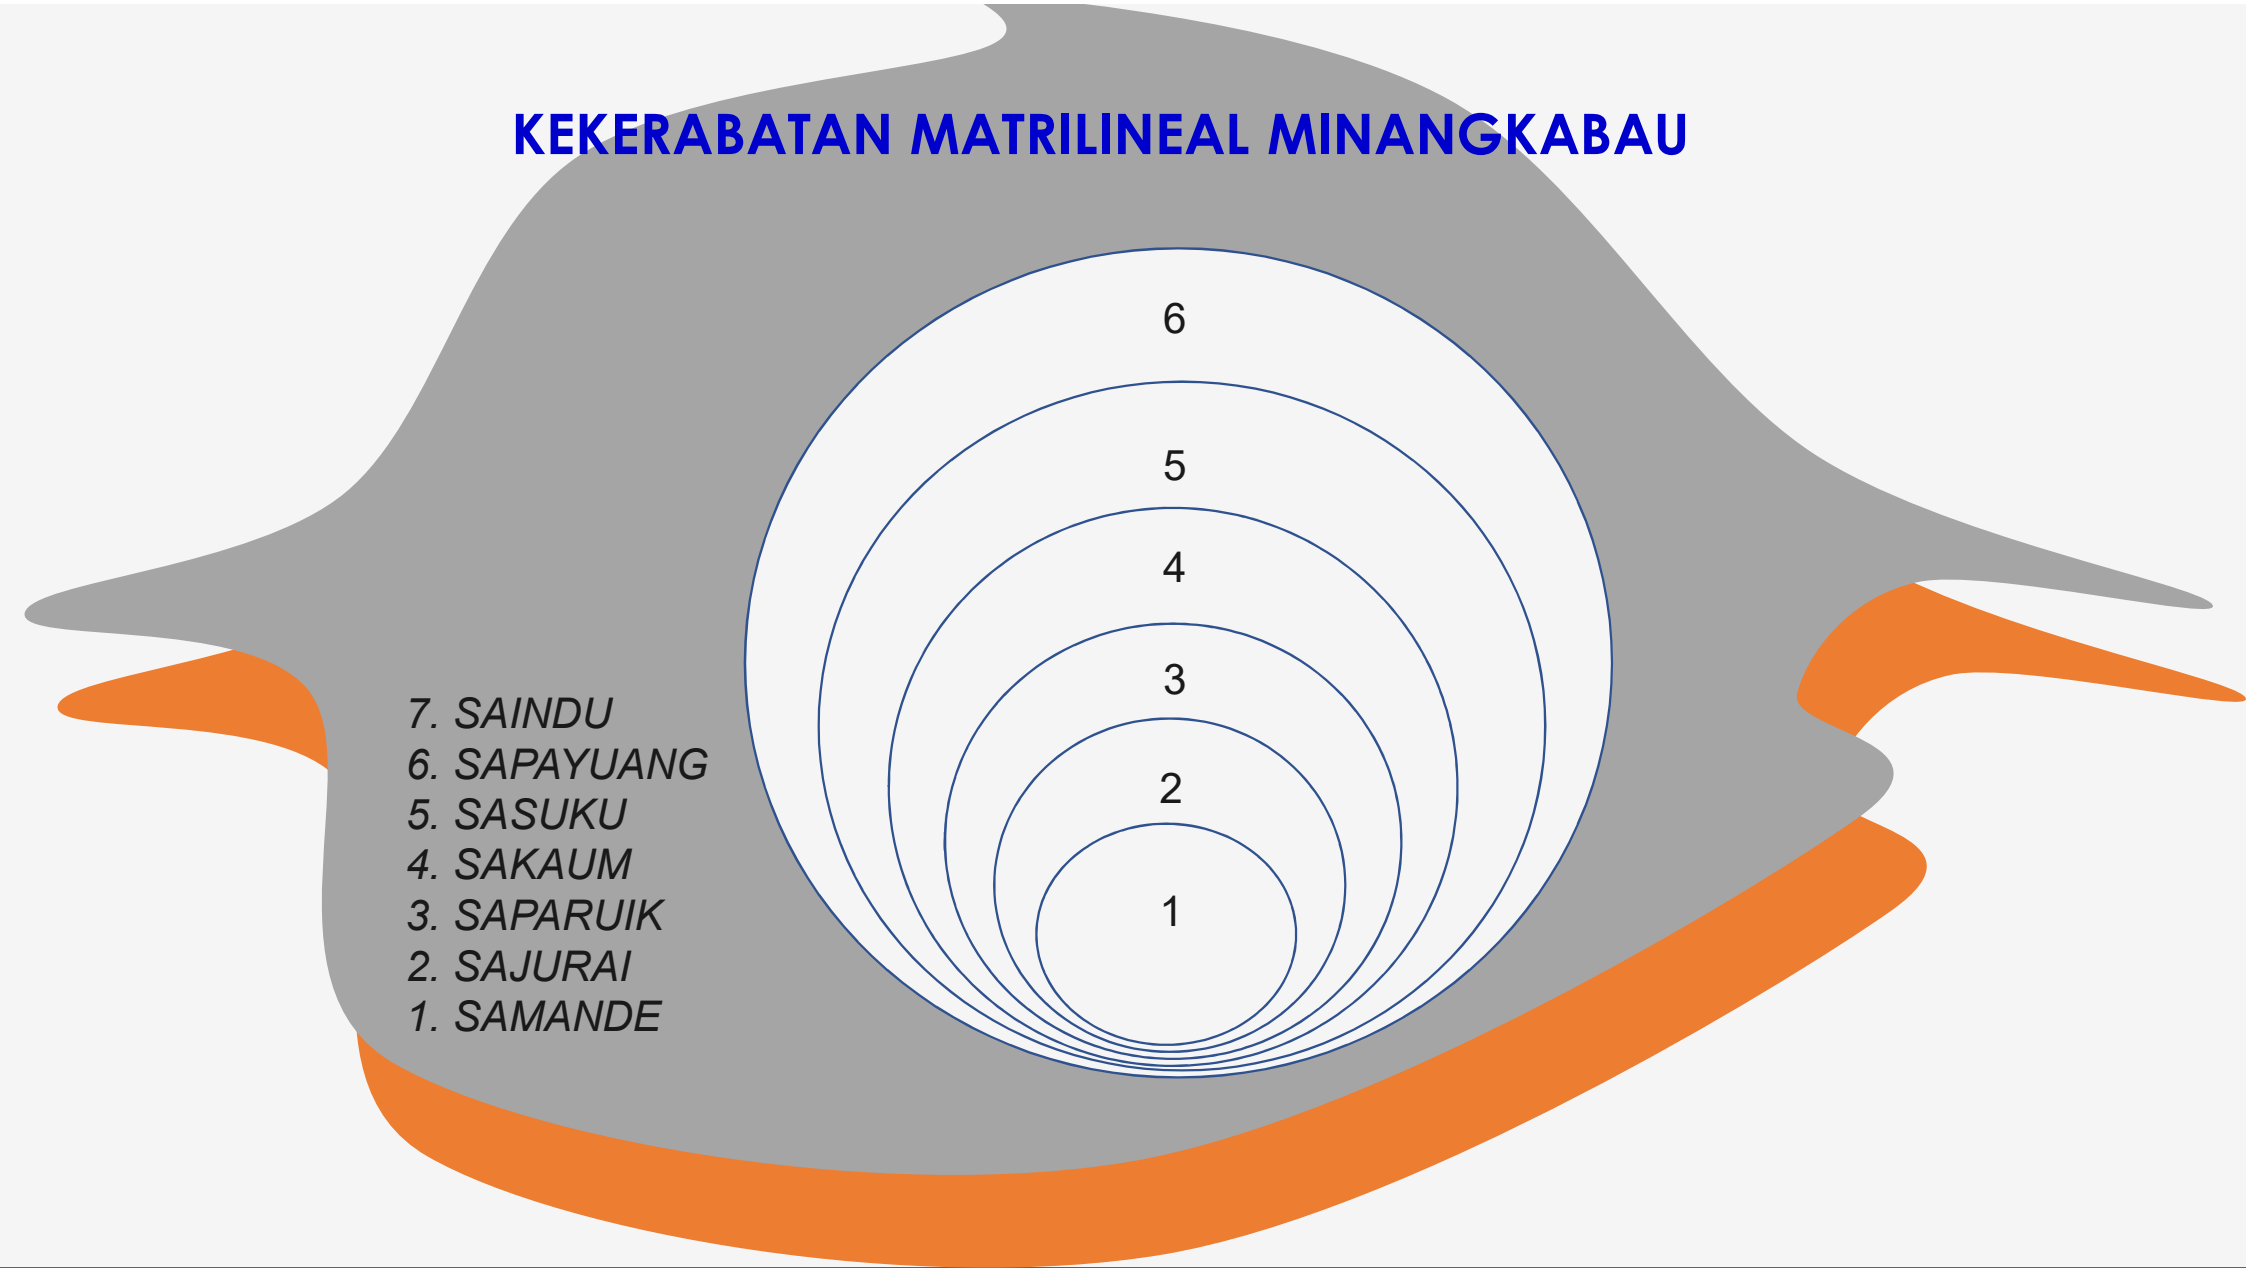 KEKERABATAN MATRILINEAL MINANGKABAU
6
5
4
3
2
1
7. SAINDU
6. SAPAYUANG
5. SASUKU
4. SAKAUM
3. SAPARUIK
2. SAJURAI
1. SAMANDE